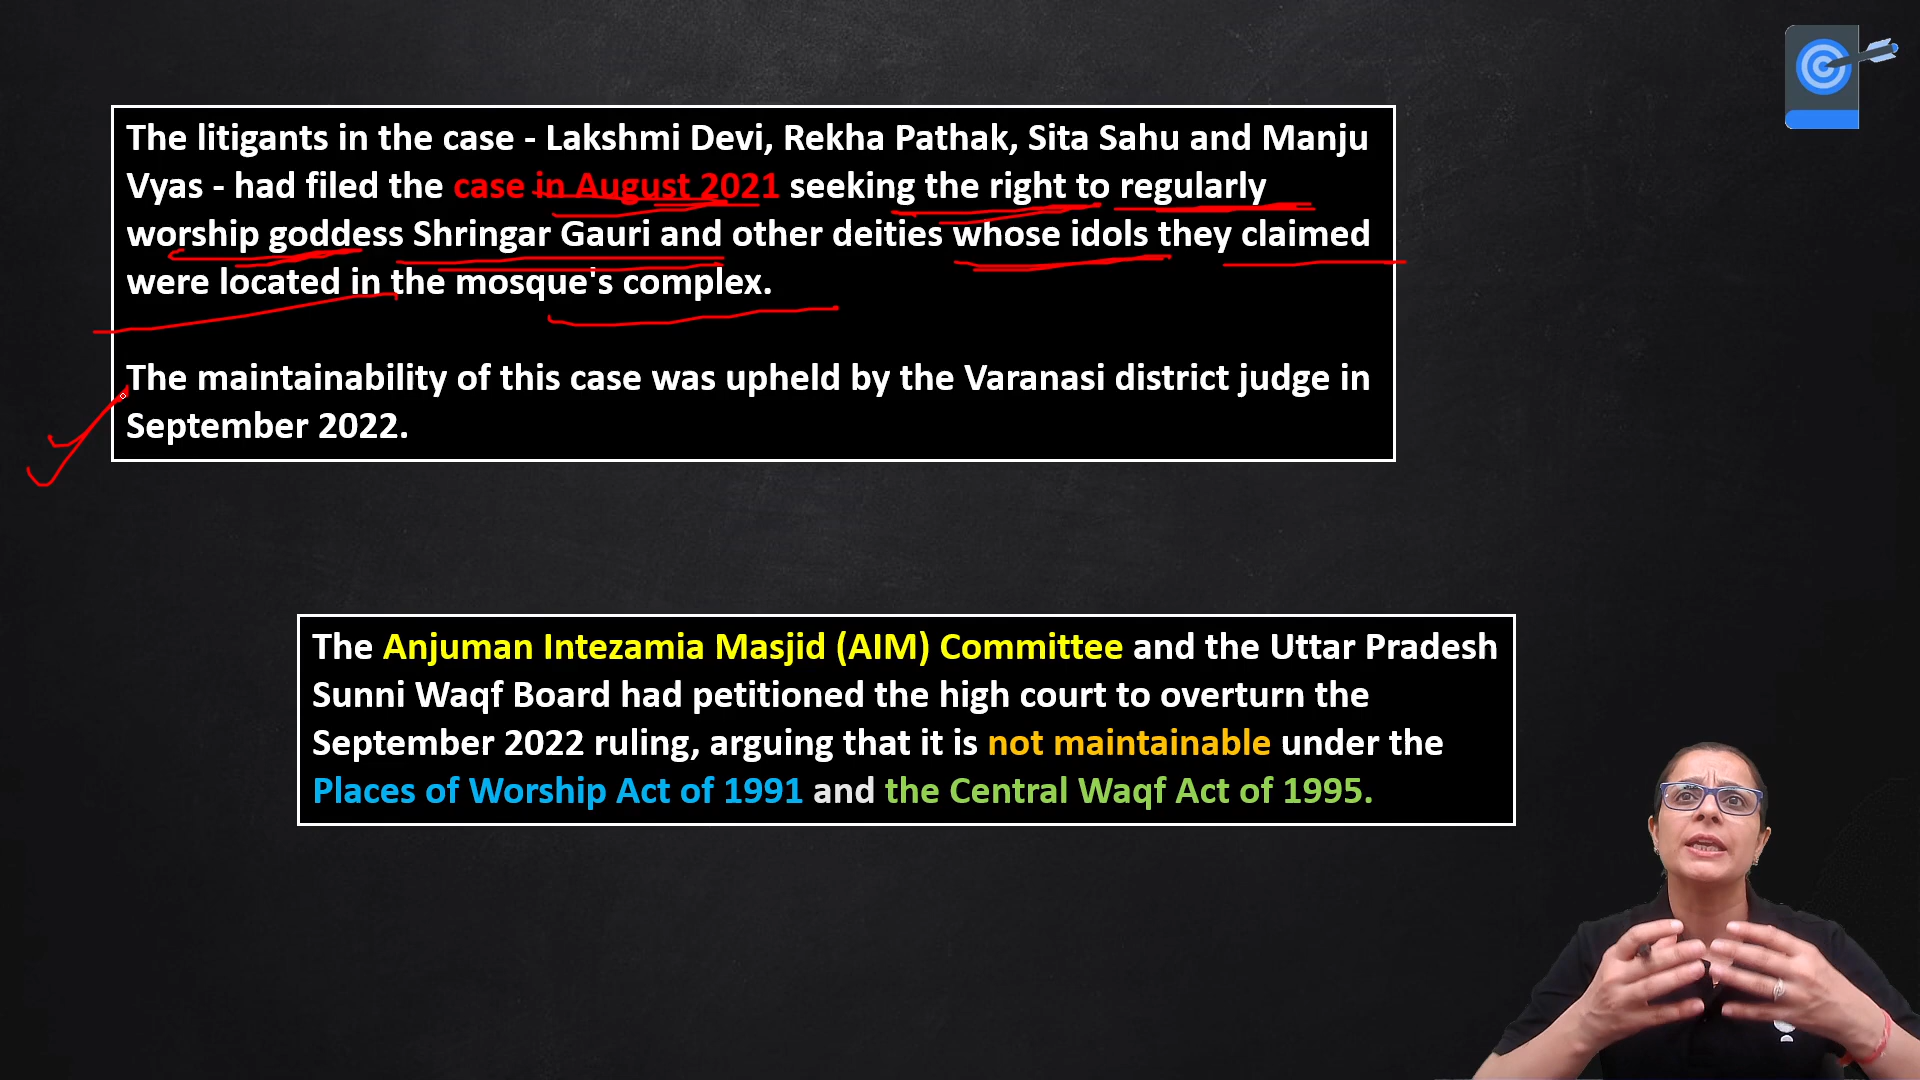 The litigants in the case - Lakshmi Devi, Rekha Pathak, Sita Sahu and Manju
Vyas - had filed the case in August 2021 seeking the right to regularly
worship goddess Shringar Gauri and other deities whose idols they claimed
were located in the mosque's complex.
The maintainability of this case was upheld by the Varanasi district judge in
September 2022.
The Anjuman Intezamia Masjid (AIM) Committee and the Uttar Pradesh
Sunni Waqf Board had petitioned the high court to overturn the
September 2022 ruling, arguing that it is not maintainable under the
Places of Worship Act of 1991 and the Central Waqf Act of 1995.